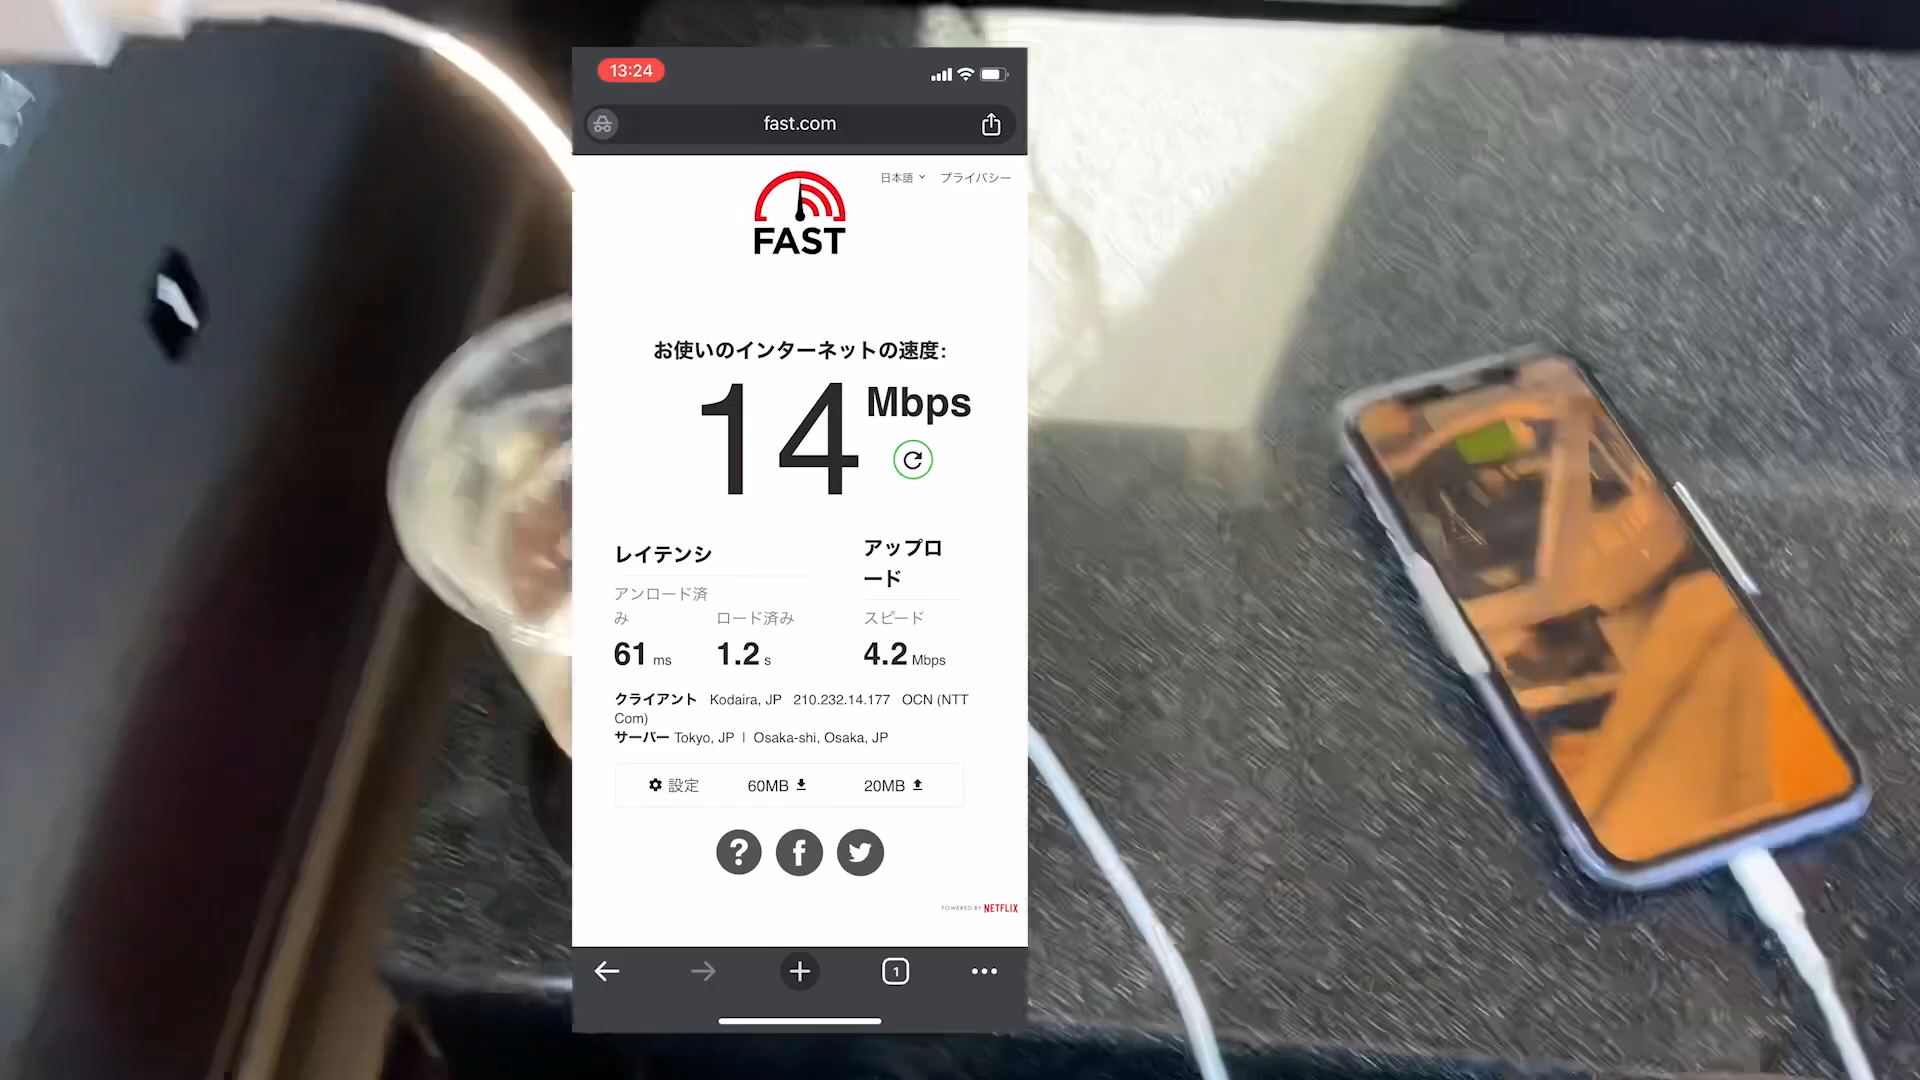 13:24
fast.com
日本語 プライバシー
FAST
お使いのインターネットの速度:
14 Mbps
レイテンシ
アップロ
ード
アンロード済
み
ロード済み
スピード
61 ms
1.2 s
4.2 Mbps
クライアント Kodaira, JP 210.232.14.177 OCN (NTT
Com)
サーバー Tokyo, JP | Osaka-shi, Osaka, JP
設定 60MB 20MB
? f
POWERED BY NETFLIX
1